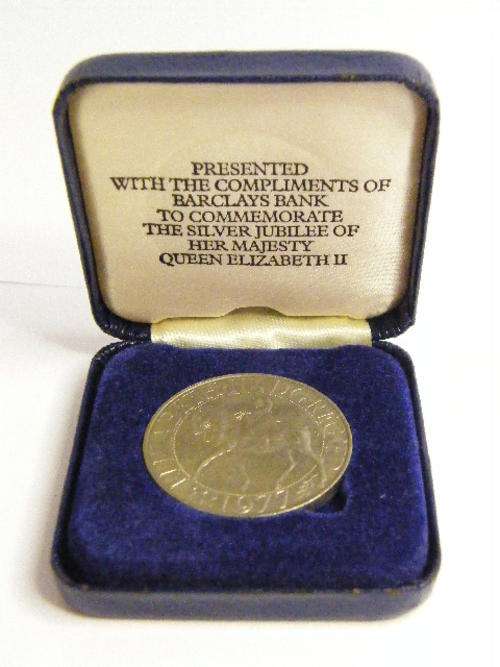 PRESENTED
WITH THE COMPLIMENTS OF
BARCLAYS BANK
TO COMMEMORATE
THE SILVER JUBILEE OF
HER MAJESTY
QUEEN ELIZABETH II
1977